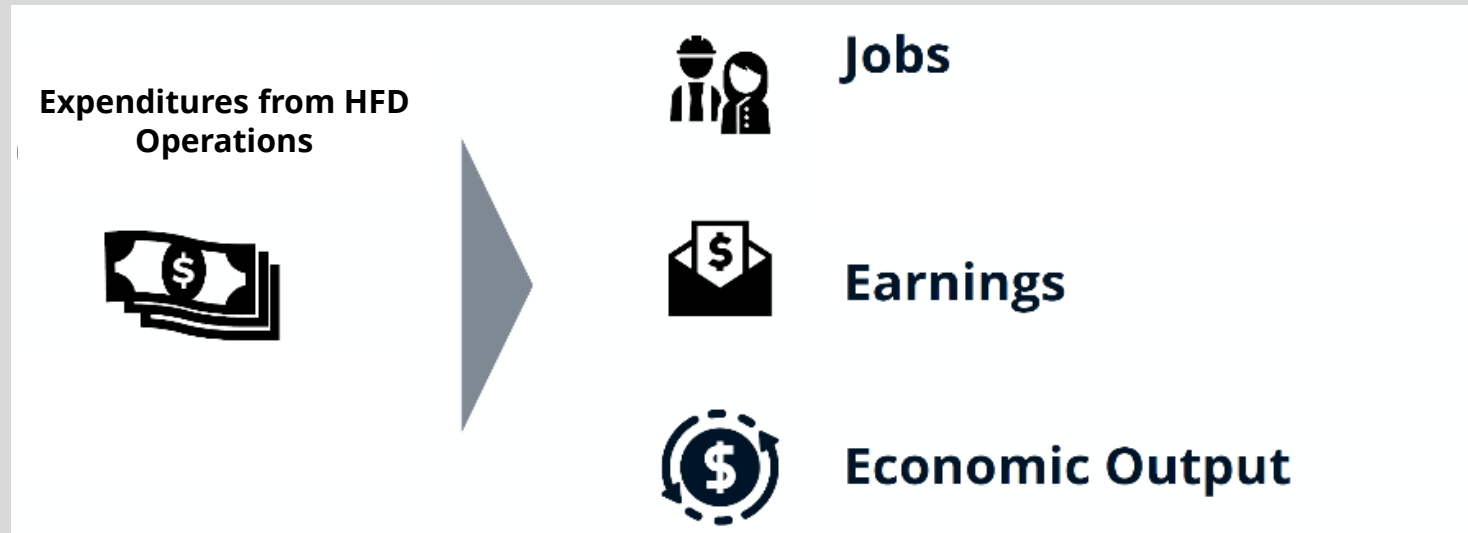 Expenditures from HFD
Operations
$
Jobs
$
Earnings
$
Economic Output